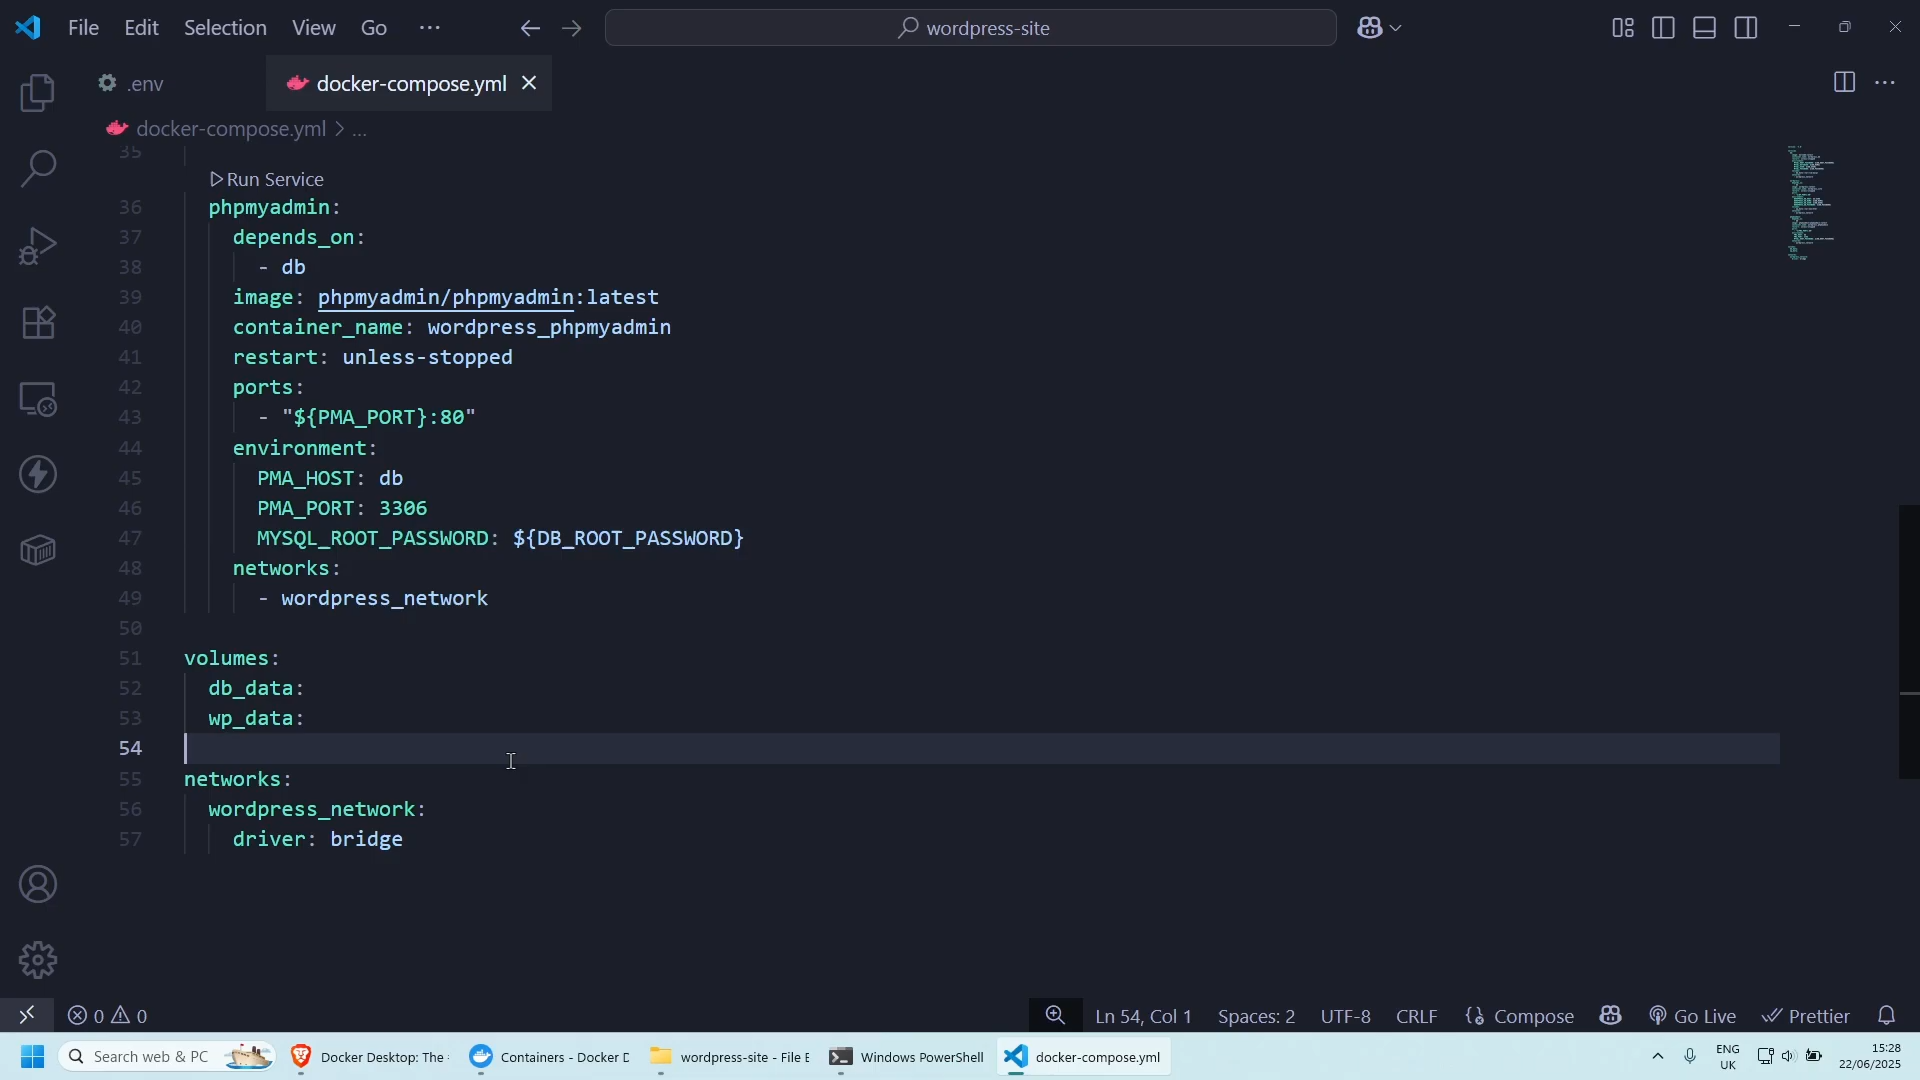 File Edit Selection View Go ··· wordpress-site
.env docker-compose.yml
docker-compose.yml > ...
35
Run Service
36 phpmyadmin:
37 depends_on:
38 - db
39 image: phpmyadmin/phpmyadmin:latest
40 container_name: wordpress_phpmyadmin
41 restart: unless-stopped
42 ports:
43 - "${PMA_PORT}:80"
44 environment:
45 PMA_HOST: db
46 PMA_PORT: 3306
47 MYSQL_ROOT_PASSWORD: ${DB_ROOT_PASSWORD}
48 networks:
49 - wordpress_network
50
51 volumes:
52 db_data:
53 wp_data:
54
55 networks:
56 wordpress_network:
57 driver: bridge
0 0 Ln 54, Col 1 Spaces: 2 UTF-8 CRLF Compose Go Live Prettier
Search web & PC Docker Desktop: The Containers - Docker D wordpress-site - File E Windows PowerShell docker-compose.yml ENG UK 15:28
22/06/2025